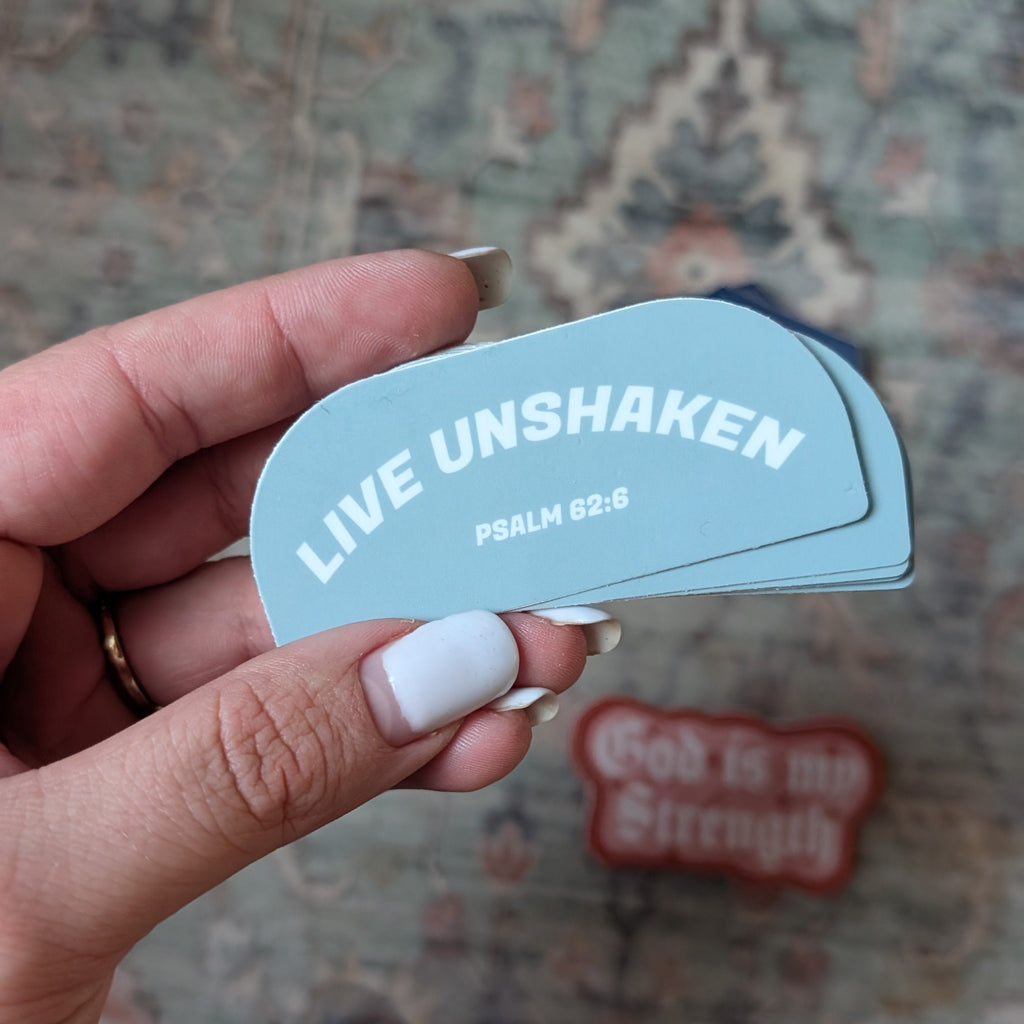 LIVE UNSHAKEN
PSALM 62:6
God is my
Strength